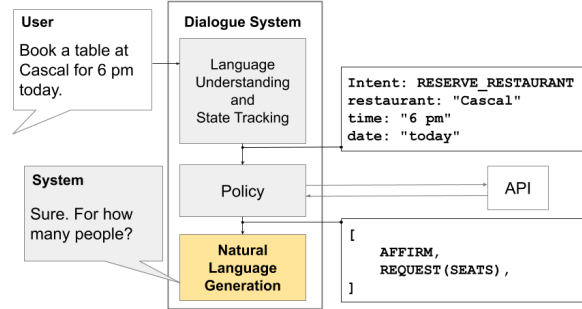 User
Book a table at
Cascal for 6 pm
today.
Dialogue System
Language
Understanding
and
State Tracking
Intent: RESERVE_RESTAURANT
restaurant: "Cascal"
time: "6 pm"
date: "today"
Policy
API
System
Sure. For how
many people?
Natural
Language
Generation
[
AFFIRM,
REQUEST(SEATS),
]